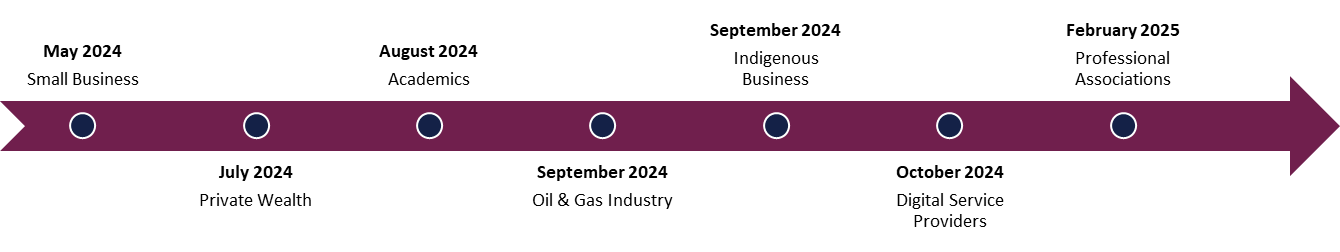 May 2024
Small Business
July 2024
Private Wealth
August 2024
Academics
September 2024
Oil & Gas Industry
September 2024
Indigenous
Business
October 2024
Digital Service
Providers
February 2025
Professional
Associations